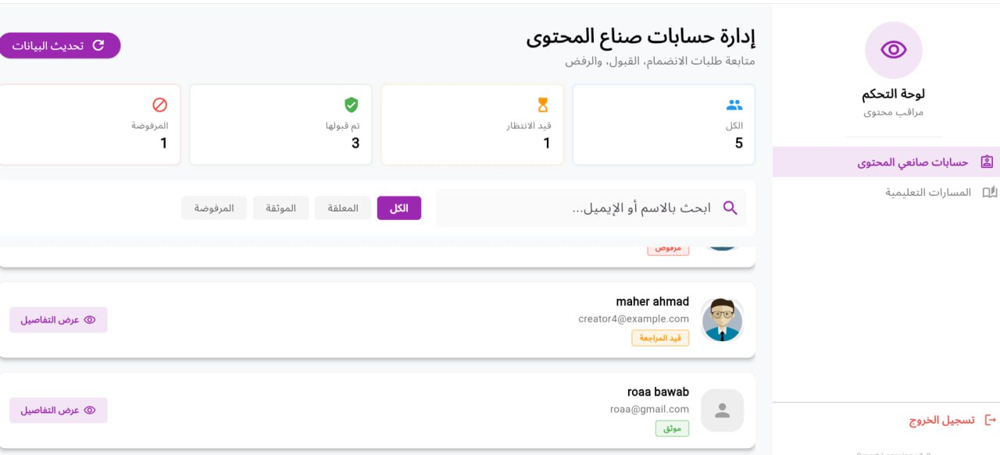 لوحة التحكم
مراقب محتوى
حسابات صانعي المحتوى
المسارات التعليمية
تسجيل الخروج
إدارة حسابات صناع المحتوى
متابعة طلبات الانضمام، القبول، والرفض
تحديث البيانات
الكل
5
قيد الانتظار
1
تم قبولها
3
المرفوضة
1
ابحث بالاسم أو الإيميل...
الكل
المعلقة
الموثقة
المرفوضة
مرفوض
maher ahmad
creator4@example.com
قيد المراجعة
عرض التفاصيل
roaa bawab
roaa@gmail.com
موثق
عرض التفاصيل